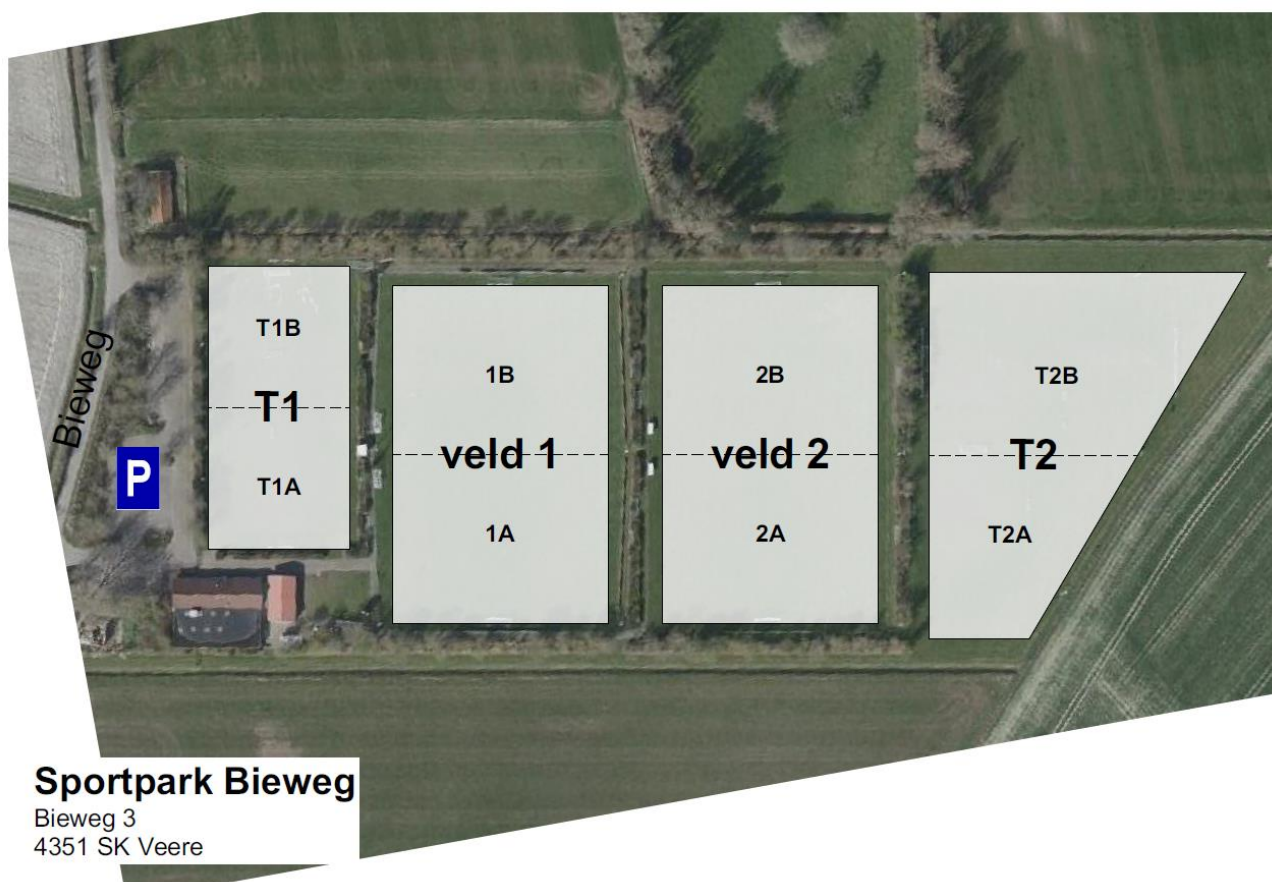 T1B
1B
2B
T2B
Bieweg
T1
veld 1
veld 2
T2
P
T1A
1A
2A
T2A
Sportpark Bieweg
Bieweg 3
4351 SK Veere